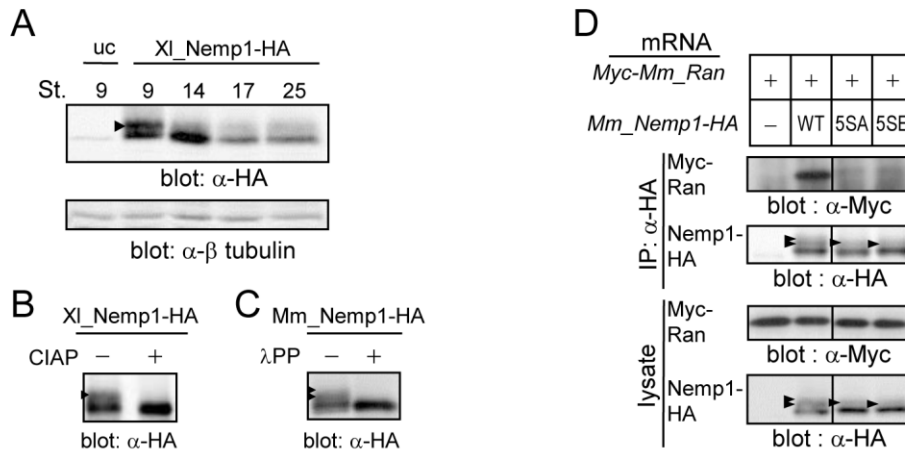 A
uc Xl_Nemp1-HA
St. 9 9 14 17 25
blot: α-HA
blot: α-β tubulin
B
Xl_Nemp1-HA
CIAP − +
blot: α-HA
C
Mm_Nemp1-HA
λPP − +
blot: α-HA
D
mRNA
Myc-Mm_Ran + + + +
Mm_Nemp1-HA − WT 5SA 5SE
IP: α-HA
Myc-
Ran
blot : α-Myc
Nemp1-
HA
blot : α-HA
lysate
Myc-
Ran
blot : α-Myc
Nemp1-
HA
blot : α-HA